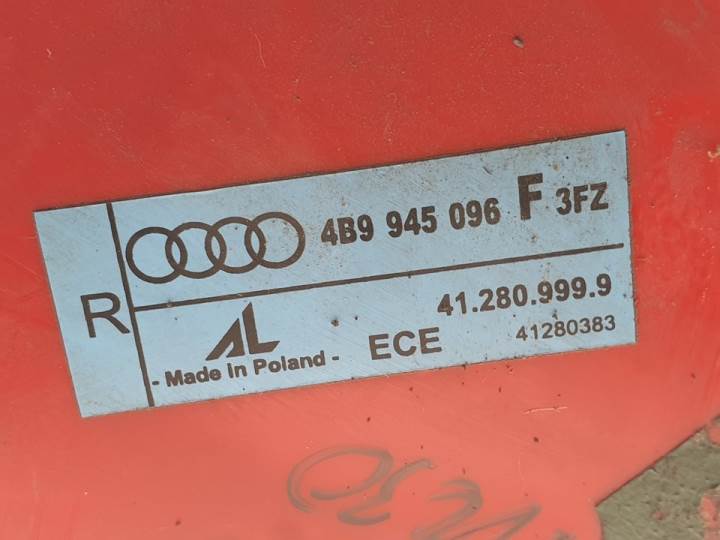 R
4B9 945 096 F 3FZ
41.280.999.9
AL
- Made in Poland -
ECE
41280383